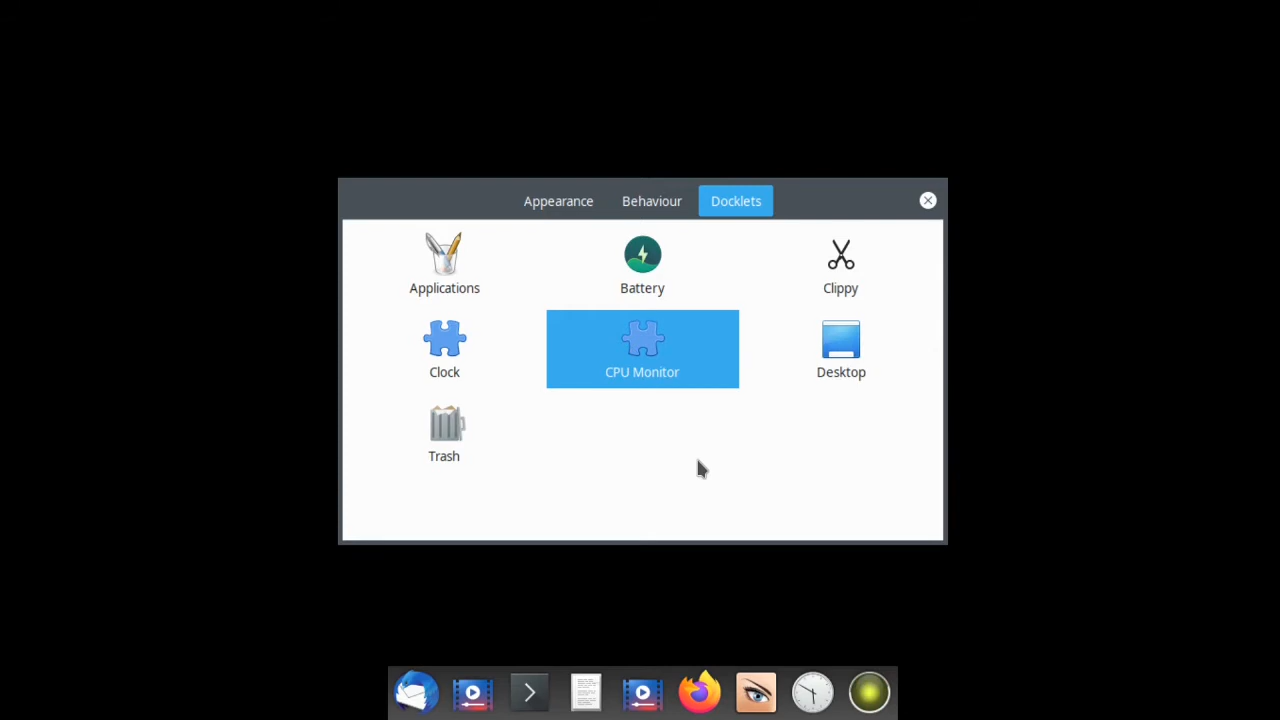 Appearance Behaviour Docklets
Applications Battery Clippy
Clock CPU Monitor Desktop
Trash